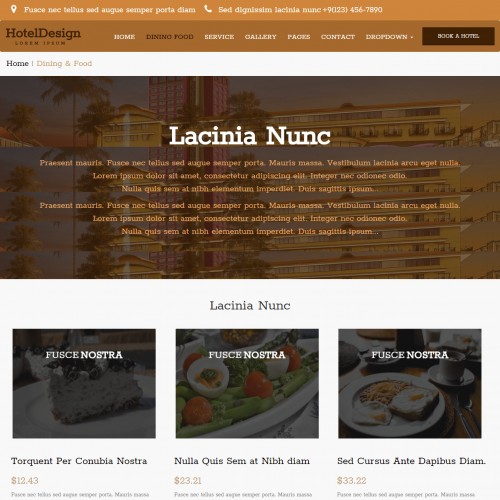 Fusce nec tellus sed augue semper porta diam
Sed dignissim lacinia nunc +9(023) 456-7890
HotelDesign
LOREM IPSUM
HOME
DINING FOOD
SERVICE
GALLERY
PAGES
CONTACT
DROPDOWN
BOOK A HOTEL
Home | Dining & Food
Lacinia Nunc
Praesent mauris. Fusce nec tellus sed augue semper porta. Mauris massa. Vestibulum lacinia arcu eget nulla.
Lorem ipsum dolor sit amet, consectetur adipiscing elit. Integer nec odionec odio.
Nulla quis sem at nibh elementum imperdiet. Duis sagittis ipsum...
Praesent mauris. Fusce nec tellus sed augue semper porta. Mauris massa. Vestibulum lacinia arcu eget nulla.
Lorem ipsum dolor sit amet, consectetur adipiscing elit. Integer nec odionec odio.
Nulla quis sem at nibh elementum imperdiet. Duis sagittis ipsum...
Lacinia Nunc
FUSCE NOSTRA
FUSCE NOSTRA
FUSCE NOSTRA
Torquent Per Conubia Nostra
Nulla Quis Sem at Nibh diam
Sed Cursus Ante Dapibus Diam.
$12.43
$23.21
$33.22
Fusce nec tellus sed augue semper porta. Mauris massa
Fusce nec tellus sed augue semper porta. Mauris massa
Fusce nec tellus sed augue semper porta. Mauris massa